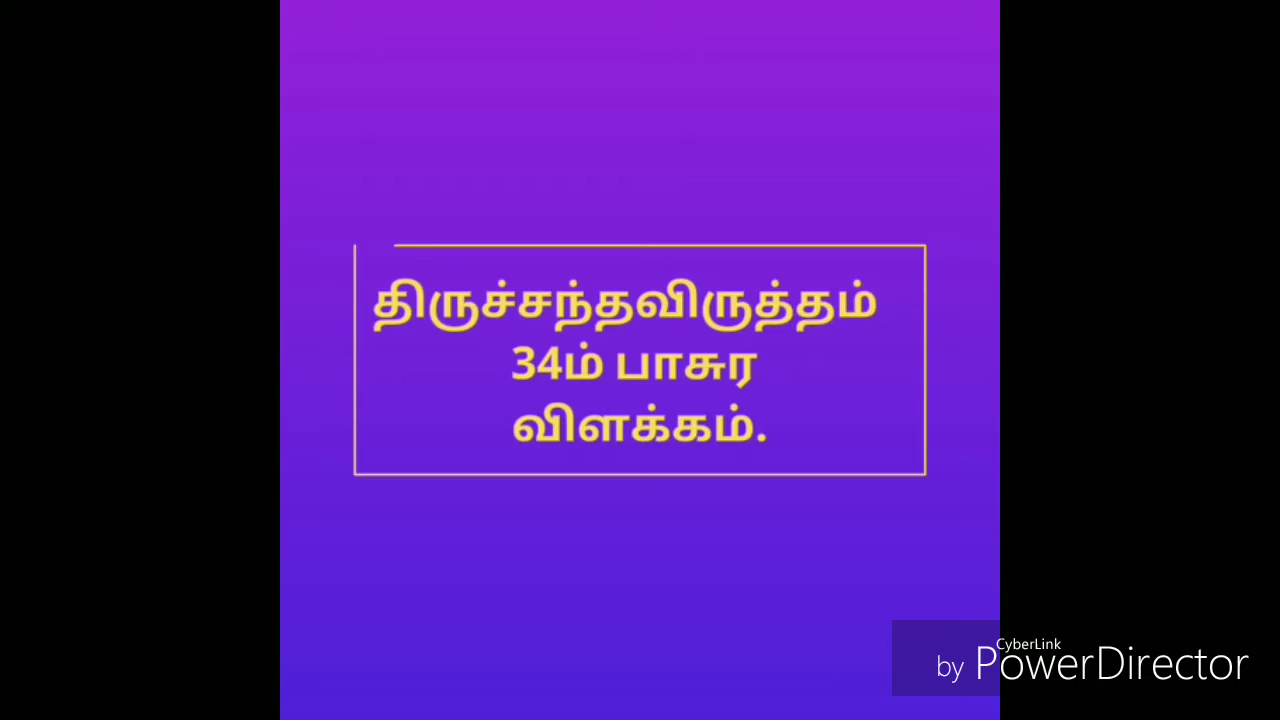 திருச்சந்தவிருத்தம்
34ம் பாசுர
விளக்கம்.
CyberLink
by PowerDirector